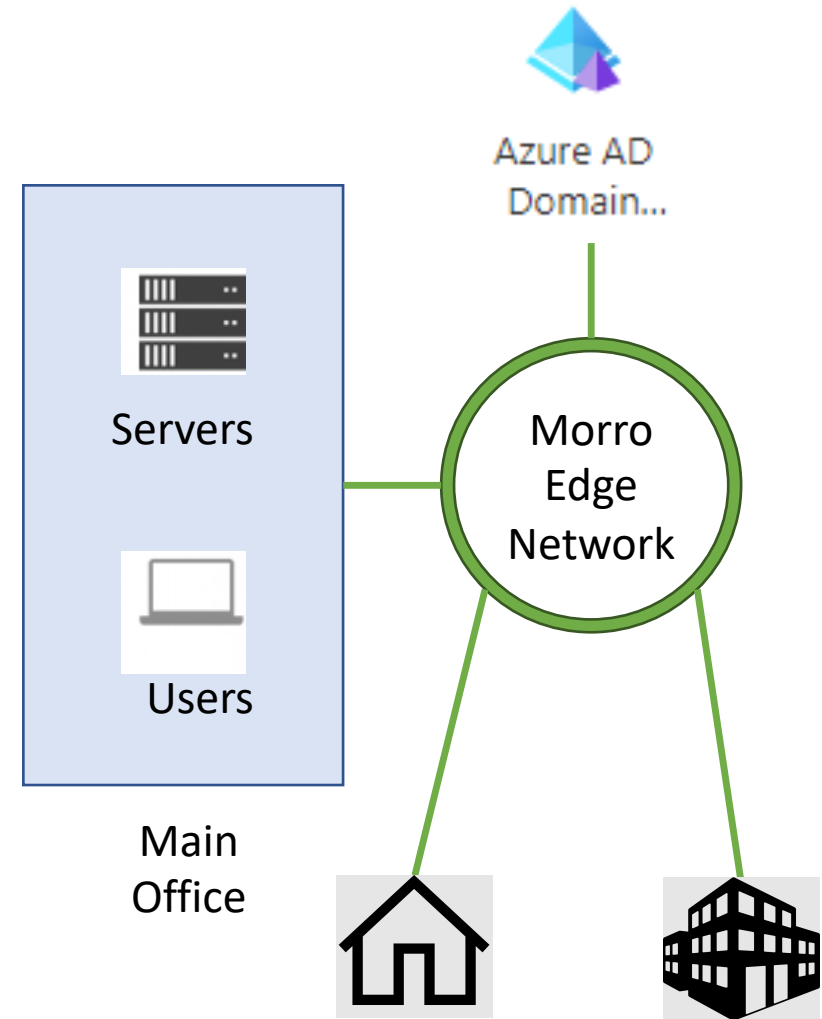 Azure AD
Domain...
Servers
Morro
Edge
Network
Users
Main
Office